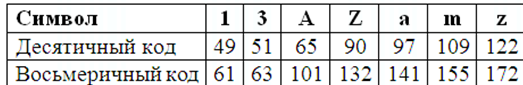 Символ 1 3 A Z a m z
Десятичный код 49 51 65 90 97 109 122
Восьмеричный код 61 63 101 132 141 155 172